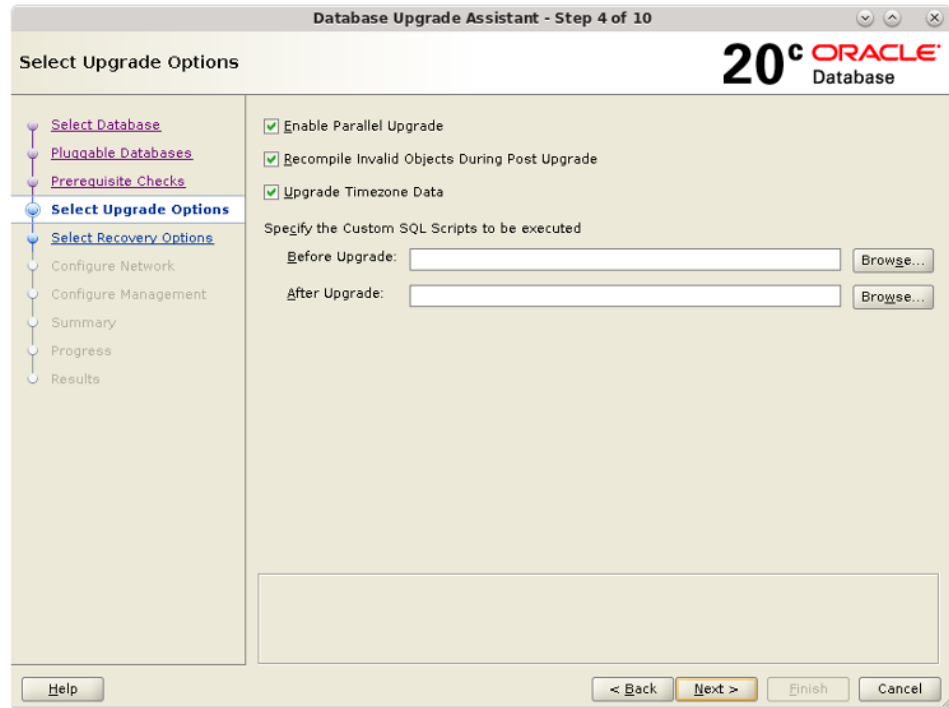 Database Upgrade Assistant - Step 4 of 10
Select Upgrade Options
20c ORACLE
Database
Select Database
Pluggable Databases
Prerequisite Checks
Select Upgrade Options
Select Recovery Options
Configure Network
Configure Management
Summary
Progress
Results
Enable Parallel Upgrade
Recompile Invalid Objects During Post Upgrade
Upgrade Timezone Data
Specify the Custom SQL Scripts to be executed
Before Upgrade: Browse...
After Upgrade: Browse...
Help < Back Next > Finish Cancel